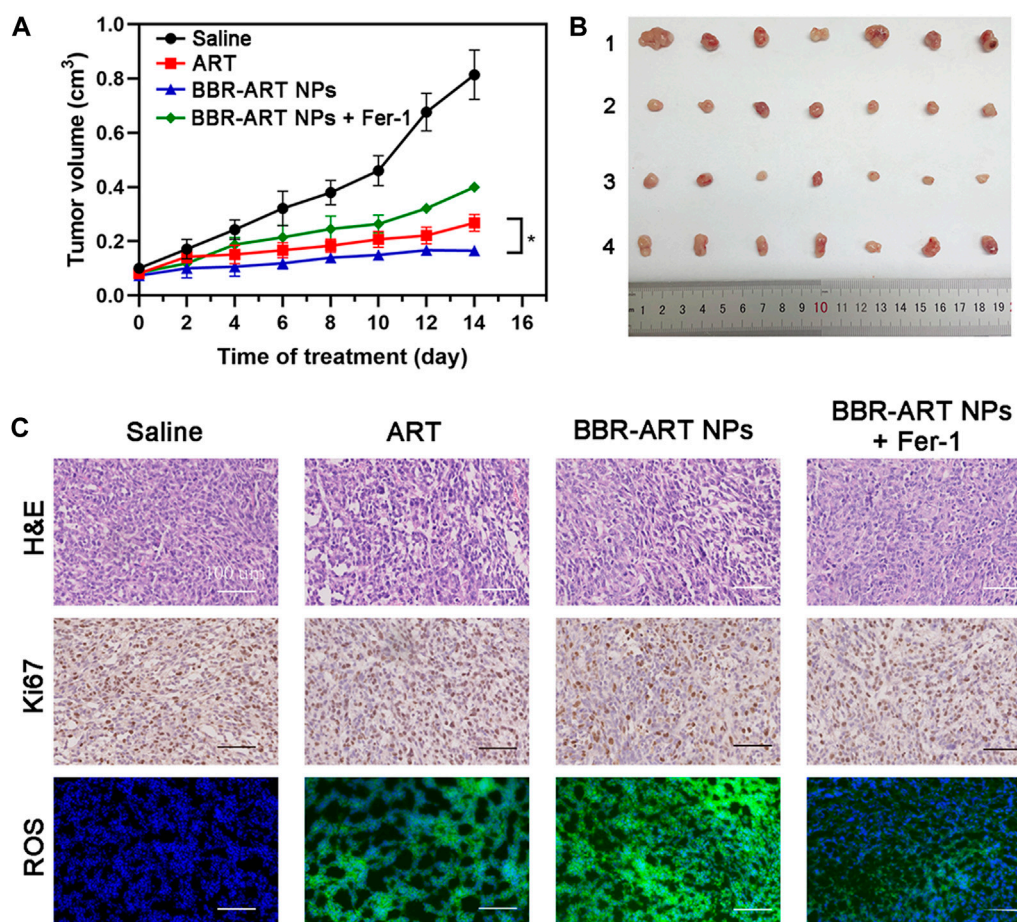 A
Tumor volume (cm³)
1.0
0.8
0.6
0.4
0.2
0.0
Saline
ART
BBR-ART NPs
BBR-ART NPs + Fer-1
*
0 2 4 6 8 10 12 14 16
Time of treatment (day)
B
1
2
3
4
1 2 3 4 5 6 7 8 9 10 11 12 13 14 15 16 17 18 19
C
Saline
ART
BBR-ART NPs
BBR-ART NPs
+ Fer-1
H&E
100 um
Ki67
ROS